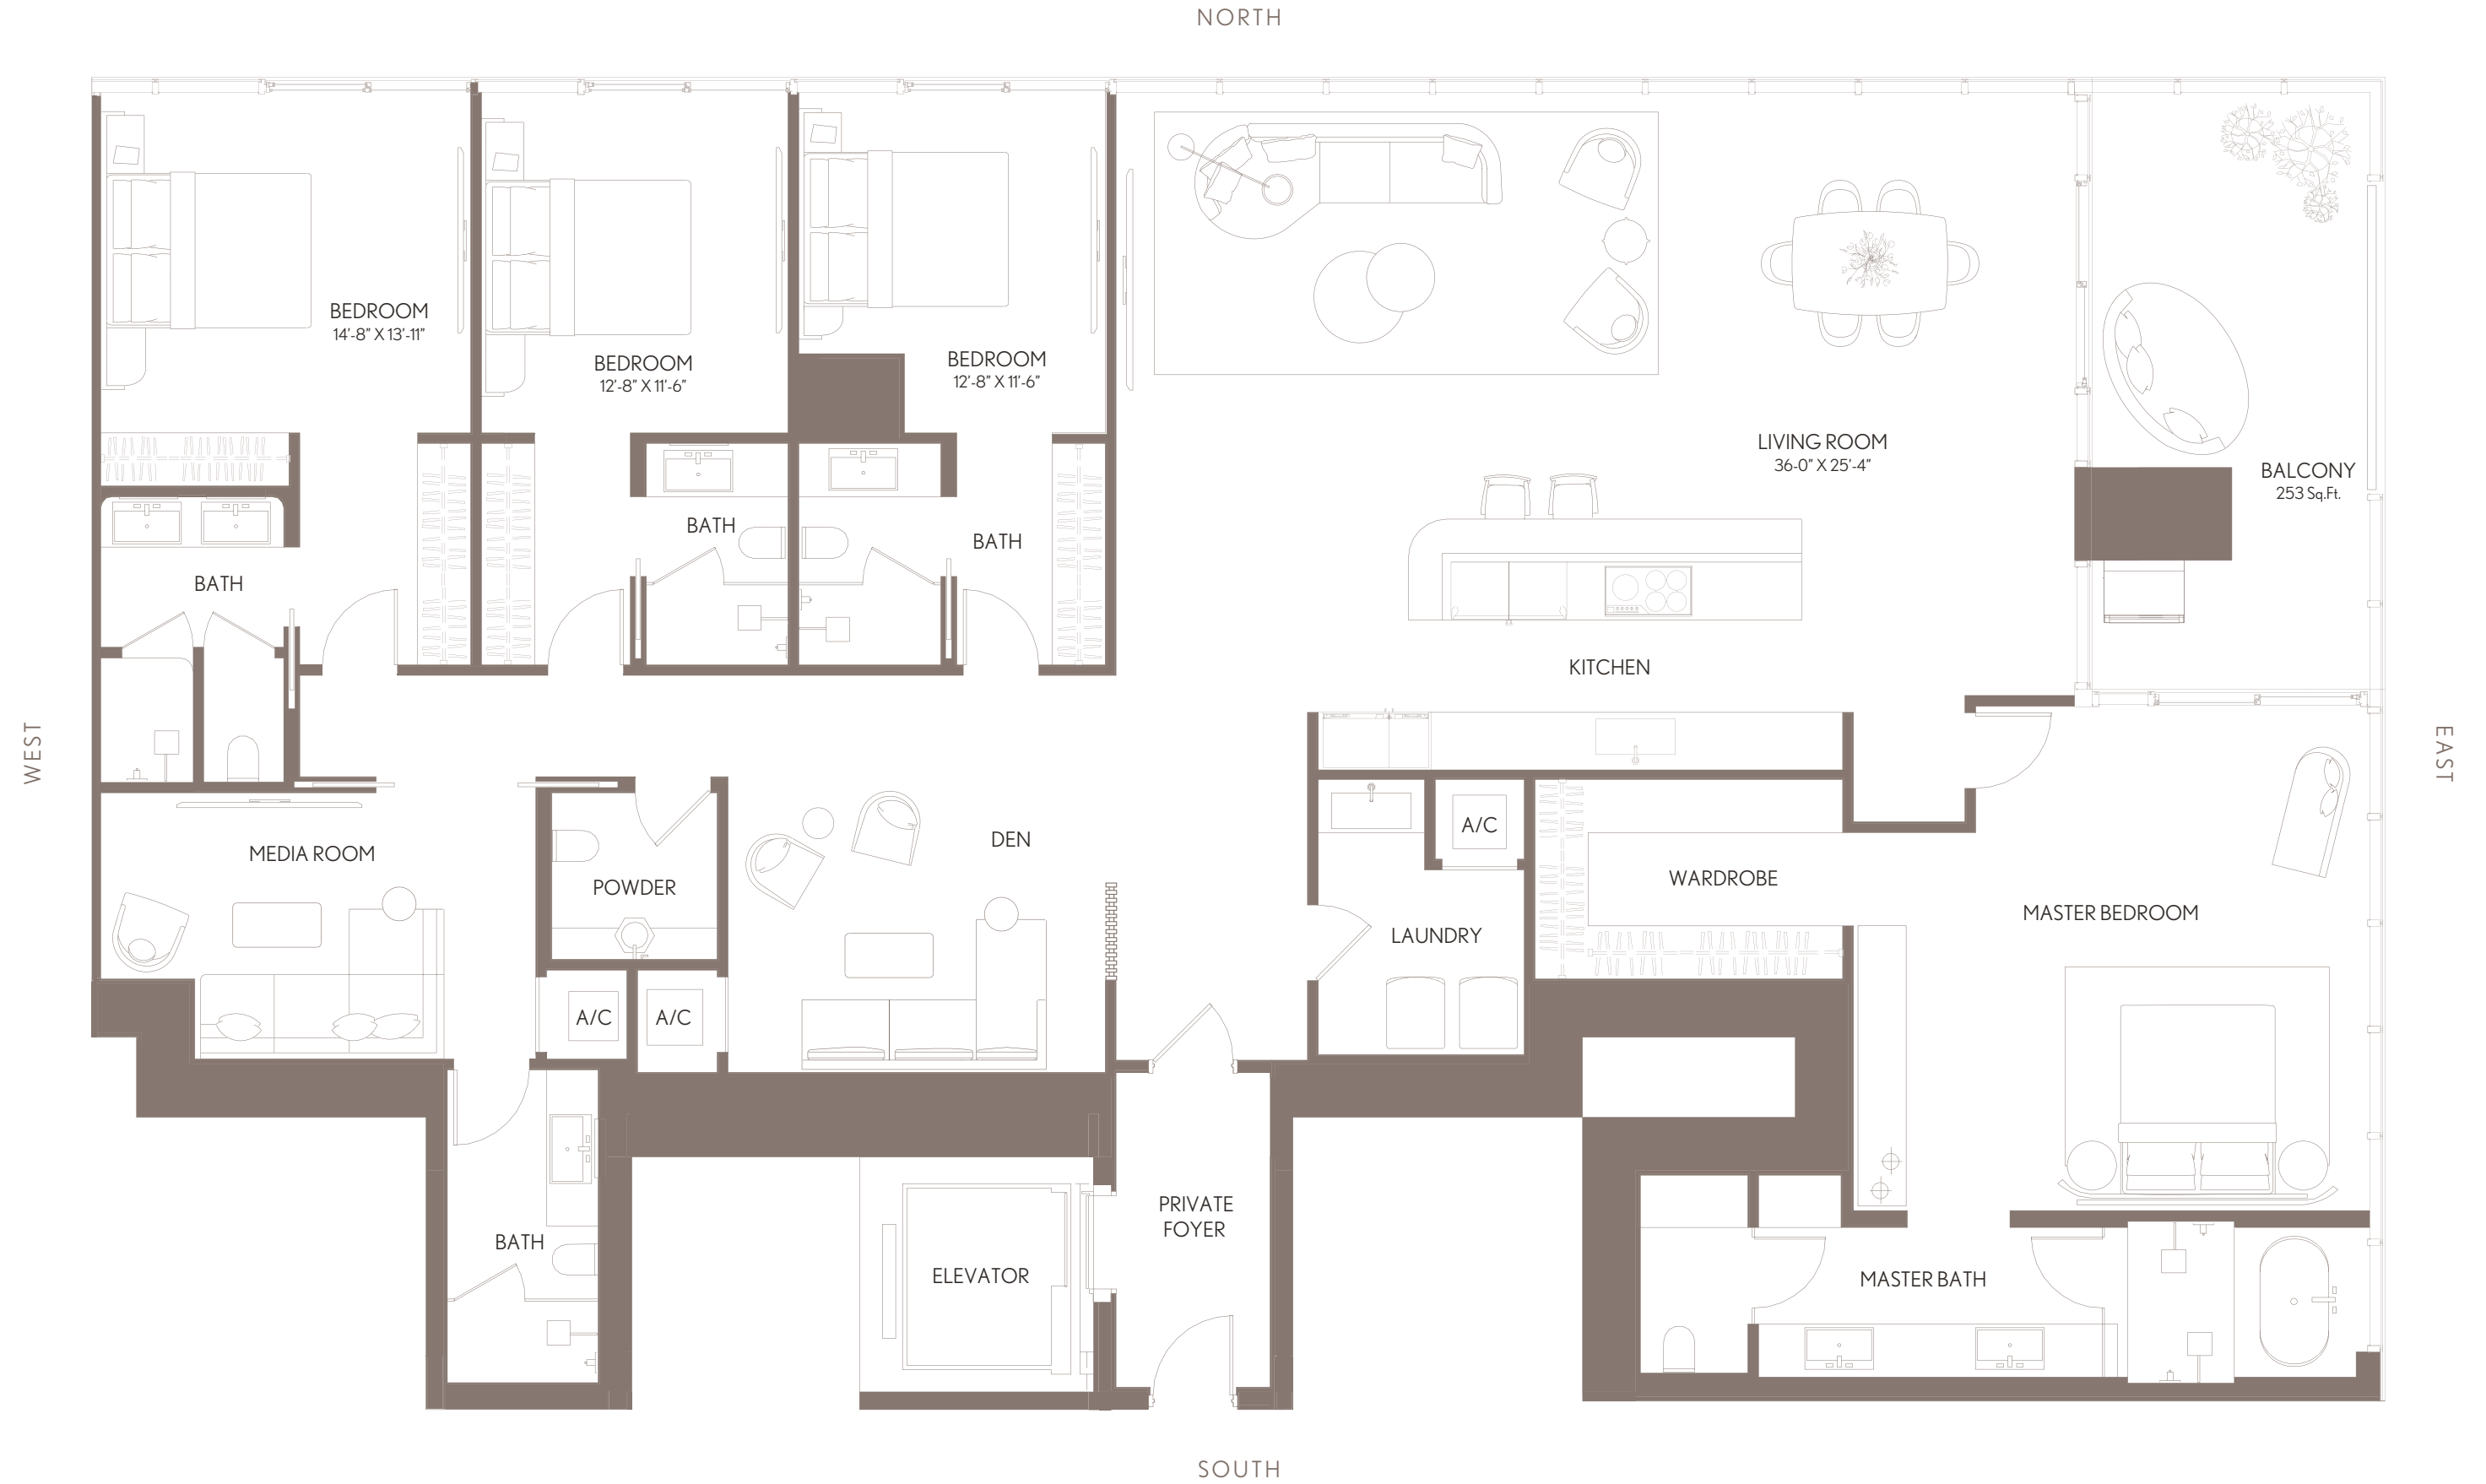 NORTH
BEDROOM
14'-8" X 13'-11"
BEDROOM
12'-8" X 11'-6"
BEDROOM
12'-8" X 11'-6"
LIVING ROOM
36-0" X 25'-4"
BALCONY
253 Sq.Ft.
BATH
BATH
BATH
KITCHEN
WEST
EAST
MEDIA ROOM
POWDER
DEN
A/C
WARDROBE
LAUNDRY
MASTER BEDROOM
A/C
A/C
PRIVATE
FOYER
BATH
ELEVATOR
MASTER BATH
SOUTH